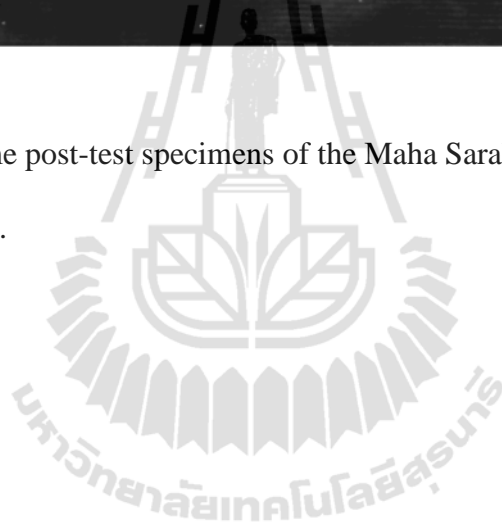 he post-test specimens of the Maha Sara
.
มหาวิทยาลัยเทคโนโลยีสุรนารี